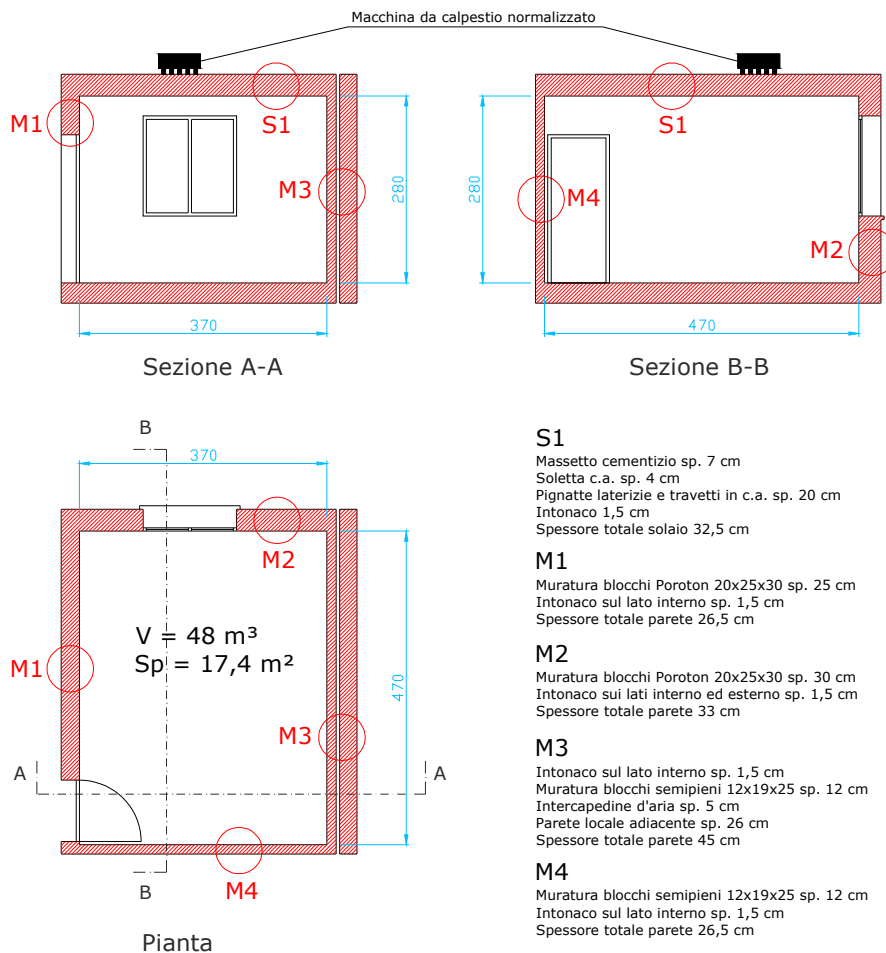 Macchina da calpestio normalizzato
M1
S1
M3
280
370
Sezione A-A
S1
280
M4
M2
470
Sezione B-B
B
370
M2
V = 48 m³
Sp = 17,4 m²
M1
470
M3
A
A
B
M4
Pianta
S1
Massetto cementizio sp. 7 cm
Soletta c.a. sp. 4 cm
Pignatte laterizie e travetti in c.a. sp. 20 cm
Intonaco 1,5 cm
Spessore totale solaio 32,5 cm
M1
Muratura blocchi Poroton 20x25x30 sp. 25 cm
Intonaco sul lato interno sp. 1,5 cm
Spessore totale parete 26,5 cm
M2
Muratura blocchi Poroton 20x25x30 sp. 30 cm
Intonaco sui lati interno ed esterno sp. 1,5 cm
Spessore totale parete 33 cm
M3
Intonaco sul lato interno sp. 1,5 cm
Muratura blocchi semipieni 12x19x25 sp. 12 cm
Intercapedine d'aria sp. 5 cm
Parete locale adiacente sp. 26 cm
Spessore totale parete 45 cm
M4
Muratura blocchi semipieni 12x19x25 sp. 12 cm
Intonaco sul lato interno sp. 1,5 cm
Spessore totale parete 26,5 cm